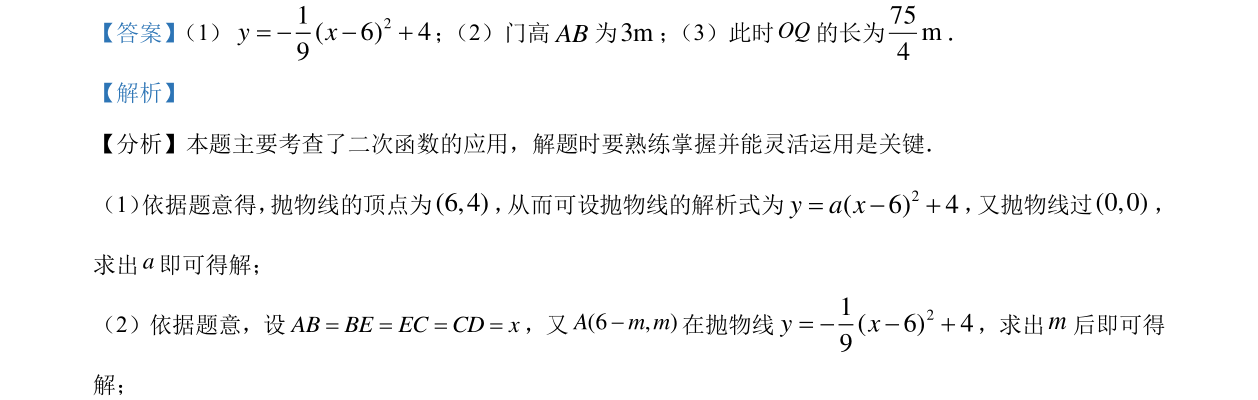 【答案】（1） $y=-\frac{1}{9}(x-6)^2+4$；（2）门高 $AB$ 为 3m；（3）此时 $OQ$ 的长为 $\frac{75}{4}$ m．
【解析】
【分析】本题主要考查了二次函数的应用，解题时要熟练掌握并能灵活运用是关键．
（1）依据题意得，抛物线的顶点为 $(6,4)$，从而可设抛物线的解析式为 $y=a(x-6)^2+4$，又抛物线过 $(0,0)$，
求出 $a$ 即可得解；
（2）依据题意，设 $AB=BE=EC=CD=x$，又 $A(6-m,m)$ 在抛物线 $y=-\frac{1}{9}(x-6)^2+4$，求出 $m$ 后即可得
解；